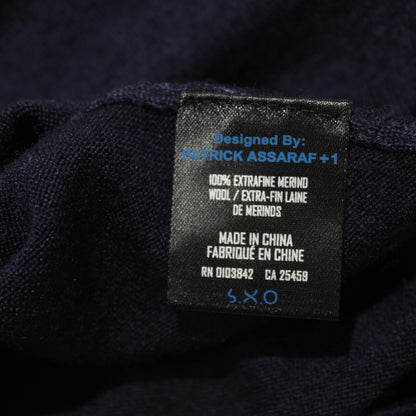 Designed By:
PATRICK ASSARAF +1
100% EXTRAFINE MERINO
WOOL / EXTRA-FIN LAINE
DE MERINOS
MADE IN CHINA
FABRIQUÉ EN CHINE
RN 0103842 CA 25459
S.X.O